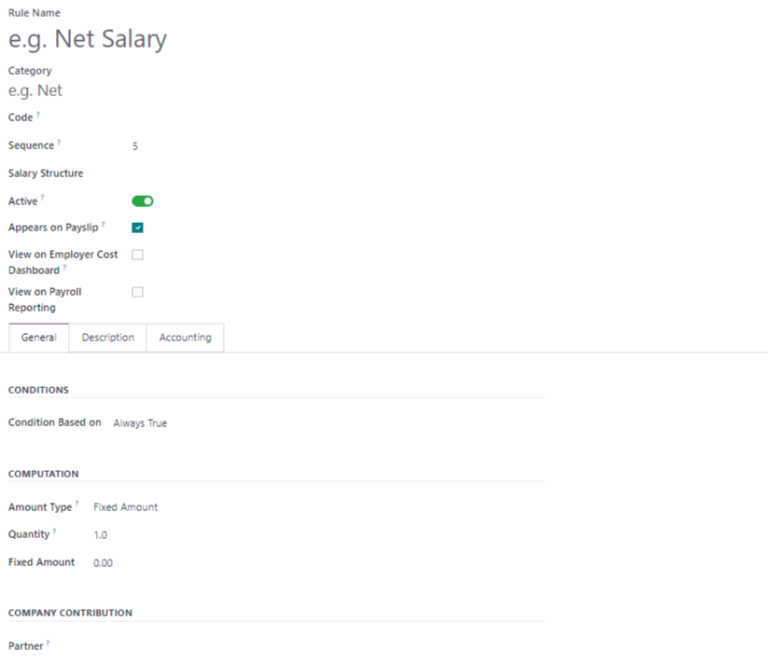 Rule Name
e.g. Net Salary
Category
e.g. Net
Code ?
Sequence ? 5
Salary Structure
Active ?
Appears on Payslip ?
View on Employer Cost
Dashboard ?
View on Payroll
Reporting
General Description Accounting
CONDITIONS
Condition Based on Always True
COMPUTATION
Amount Type ? Fixed Amount
Quantity ? 1.0
Fixed Amount 0.00
COMPANY CONTRIBUTION
Partner ?